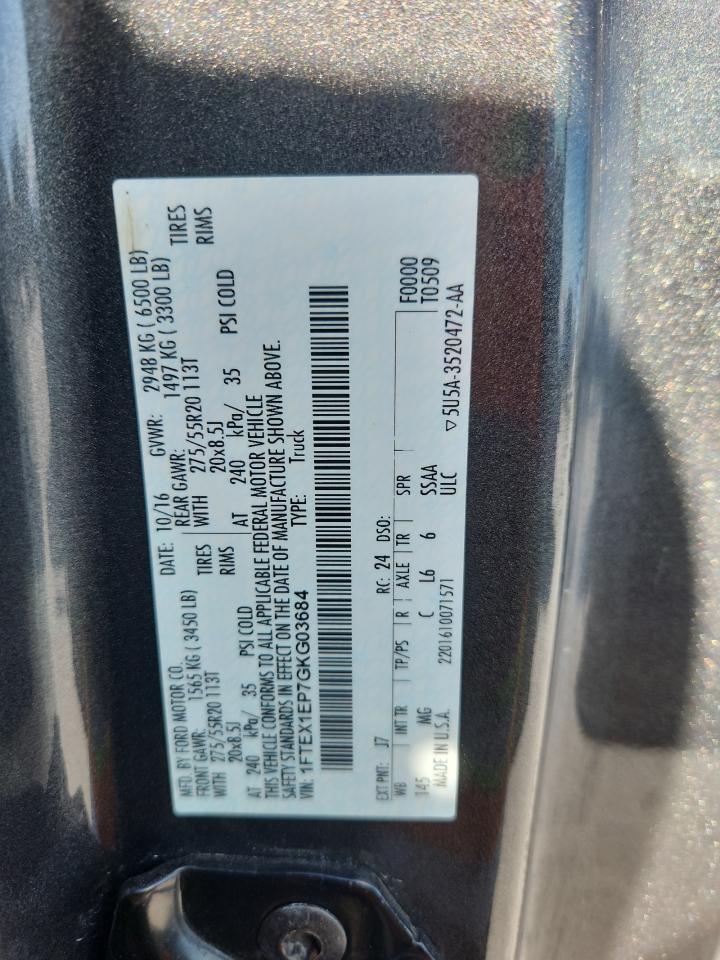 MFD. BY FORD MOTOR CO. DATE: 10/16 GVWR: 2948 KG ( 6500 LB)
FRONT GAWR: 1565 KG ( 3450 LB) REAR GAWR: 1497 KG ( 3300 LB)
WITH 275/55R20 113T TIRES WITH 275/55R20 113T TIRES
20x8.5J RIMS 20x8.5J RIMS
AT 240 kPa/ 35 PSI COLD AT 240 kPa/ 35 PSI COLD
THIS VEHICLE CONFORMS TO ALL APPLICABLE FEDERAL MOTOR VEHICLE
SAFETY STANDARDS IN EFFECT ON THE DATE OF MANUFACTURE SHOWN ABOVE.
VIN: 1FTEX1EP7GKG03684 TYPE: Truck
EXT PNT: J7 RC: 24 DSO: F0000
WB INT TR TP/PS R AXLE TR SPR T0509
145 MG C L6 6 SSAA
MADE IN U.S.A. 2201610071571 ULC ▽5U5A-3520472-AA